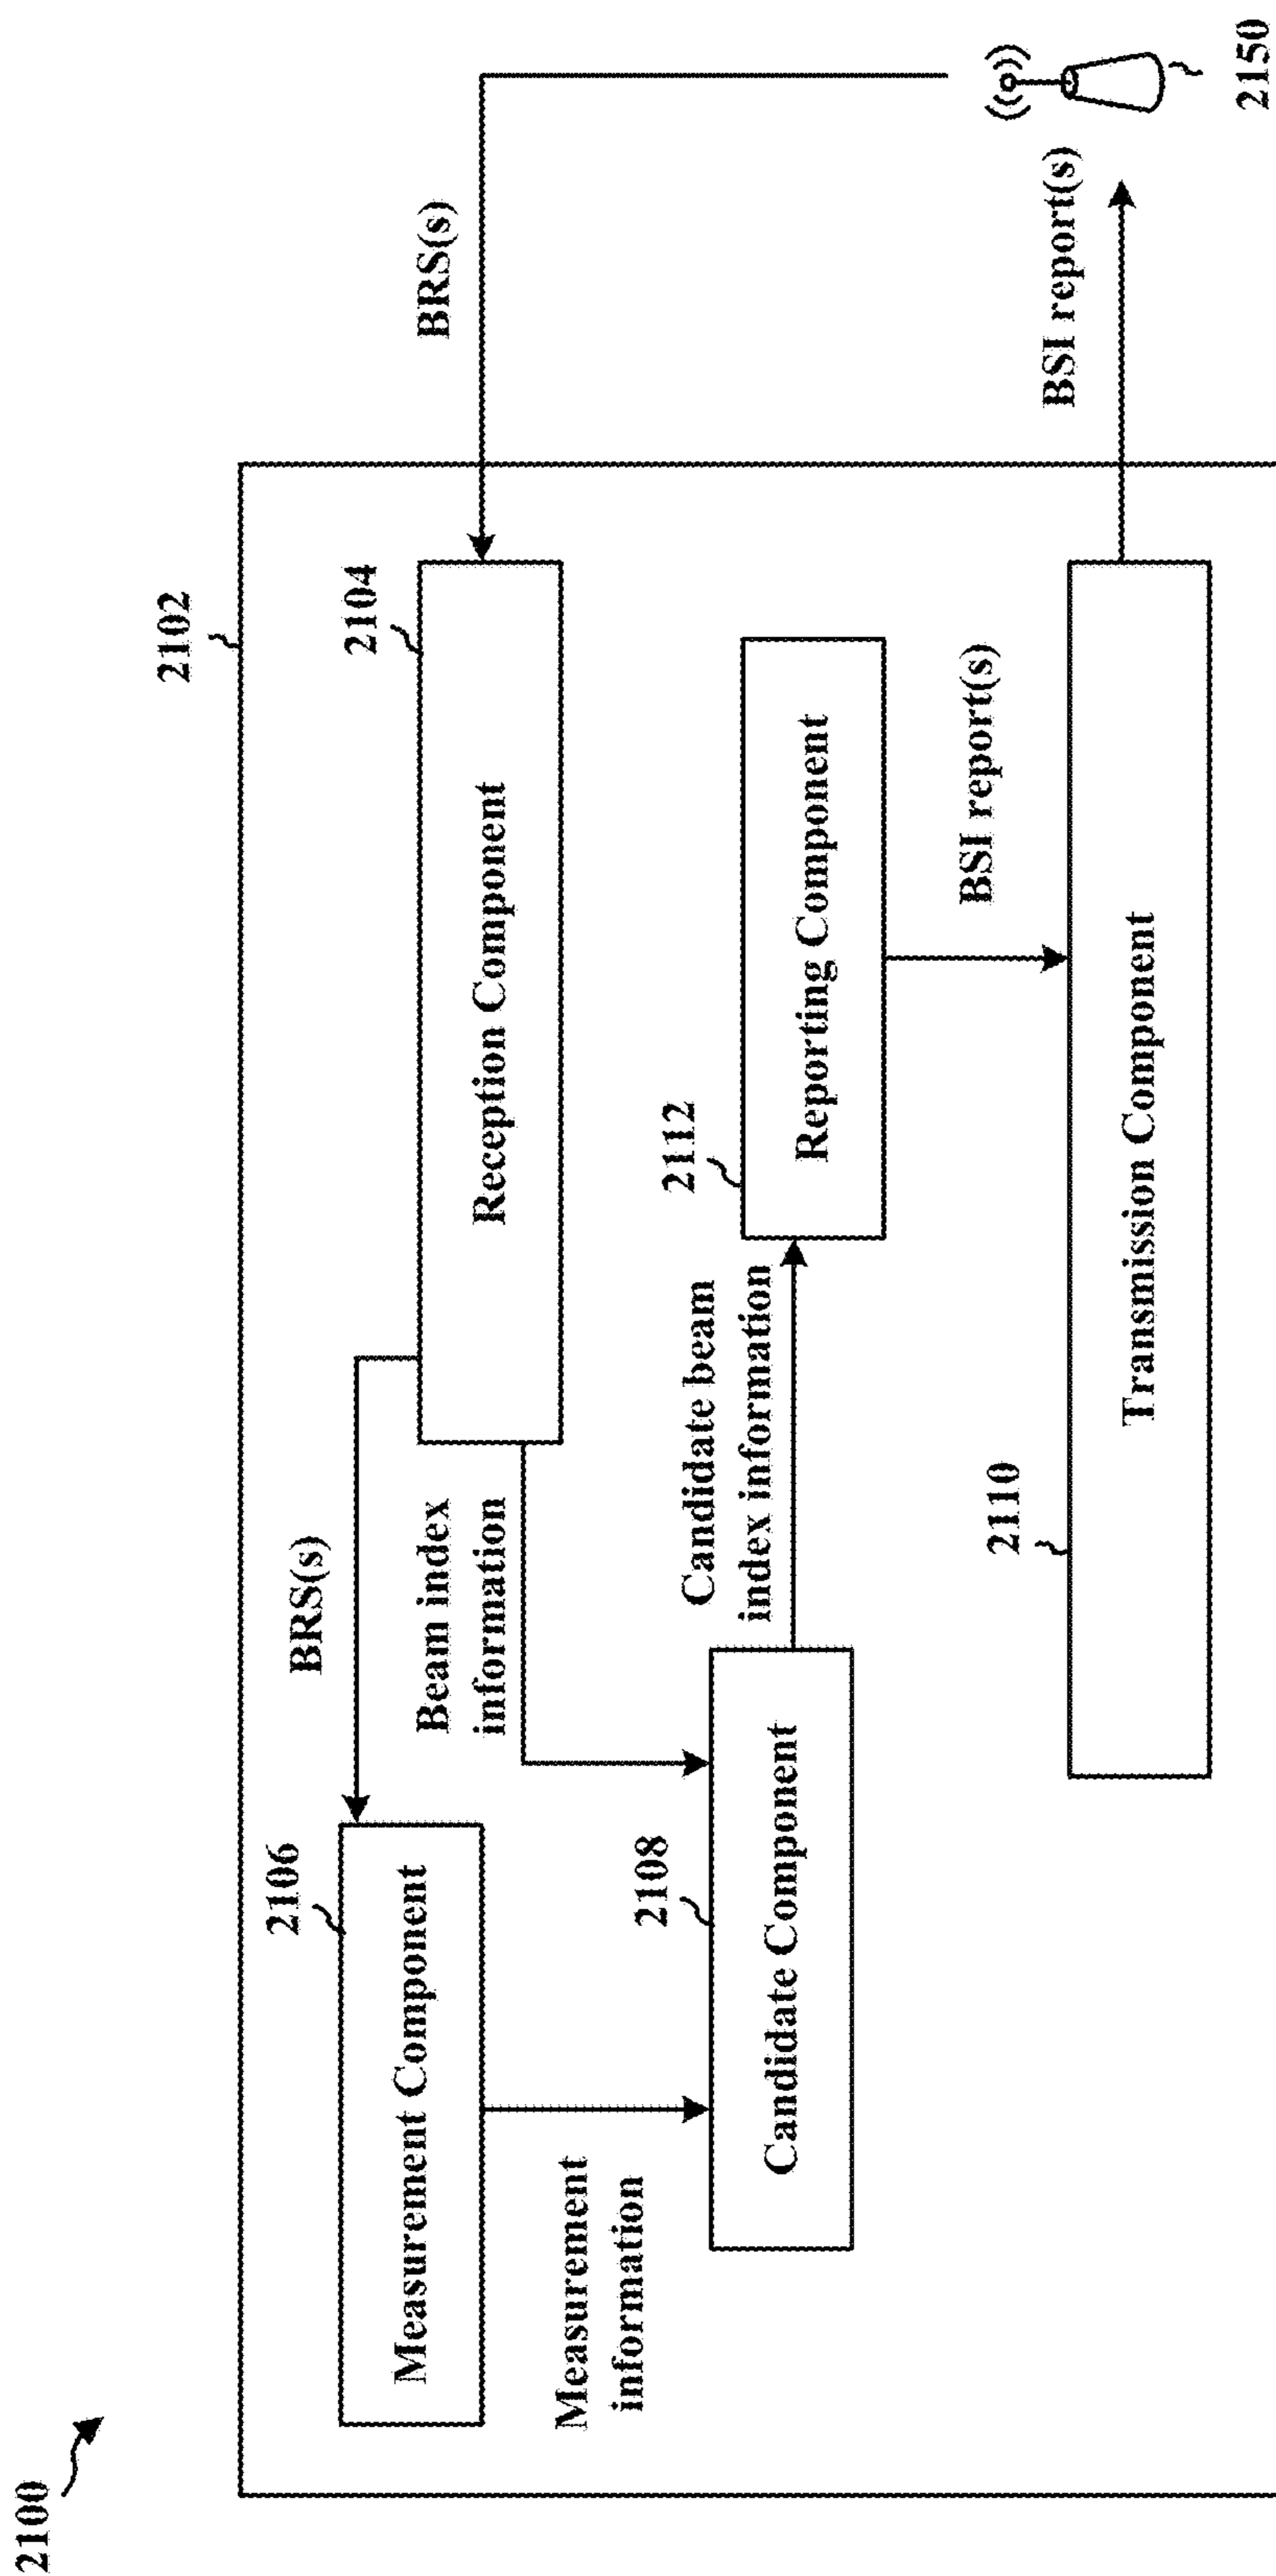 2100
2102
2106
Measurement Component
BRS(s)
2104
Reception Component
BRS(s)
Beam index
information
Measurement
information
2108
Candidate Component
Candidate beam
index information
2112
Reporting Component
BSI report(s)
2110
Transmission Component
BSI report(s)
2150